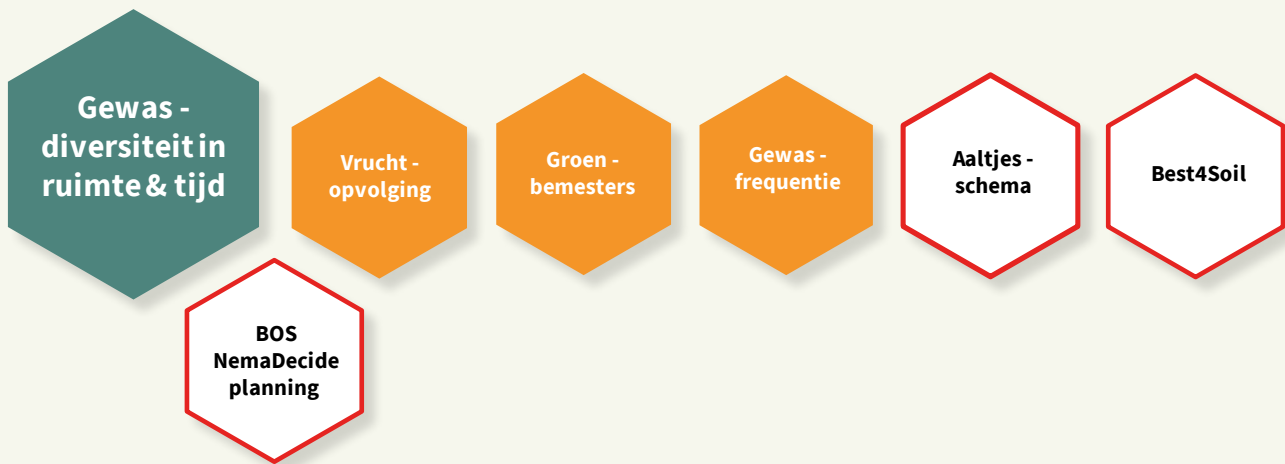 Gewas -
diversiteit in
ruimte & tijd
Vrucht -
opvolging
Groen -
bemesters
Gewas -
frequentie
Aaltjes -
schema
Best4Soil
BOS
NemaDecide
planning